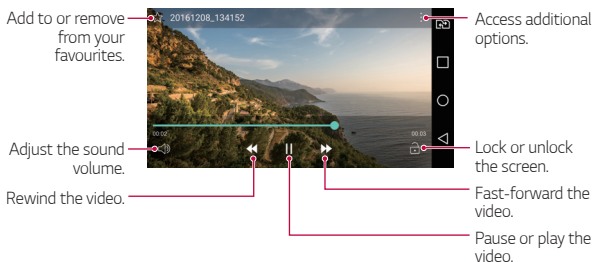 Add to or remove
from your
favourites.
20161208_134152
Access additional
options.
00:02
00:03
Adjust the sound
volume.
Lock or unlock
the screen.
Rewind the video.
Fast-forward the
video.
Pause or play the
video.